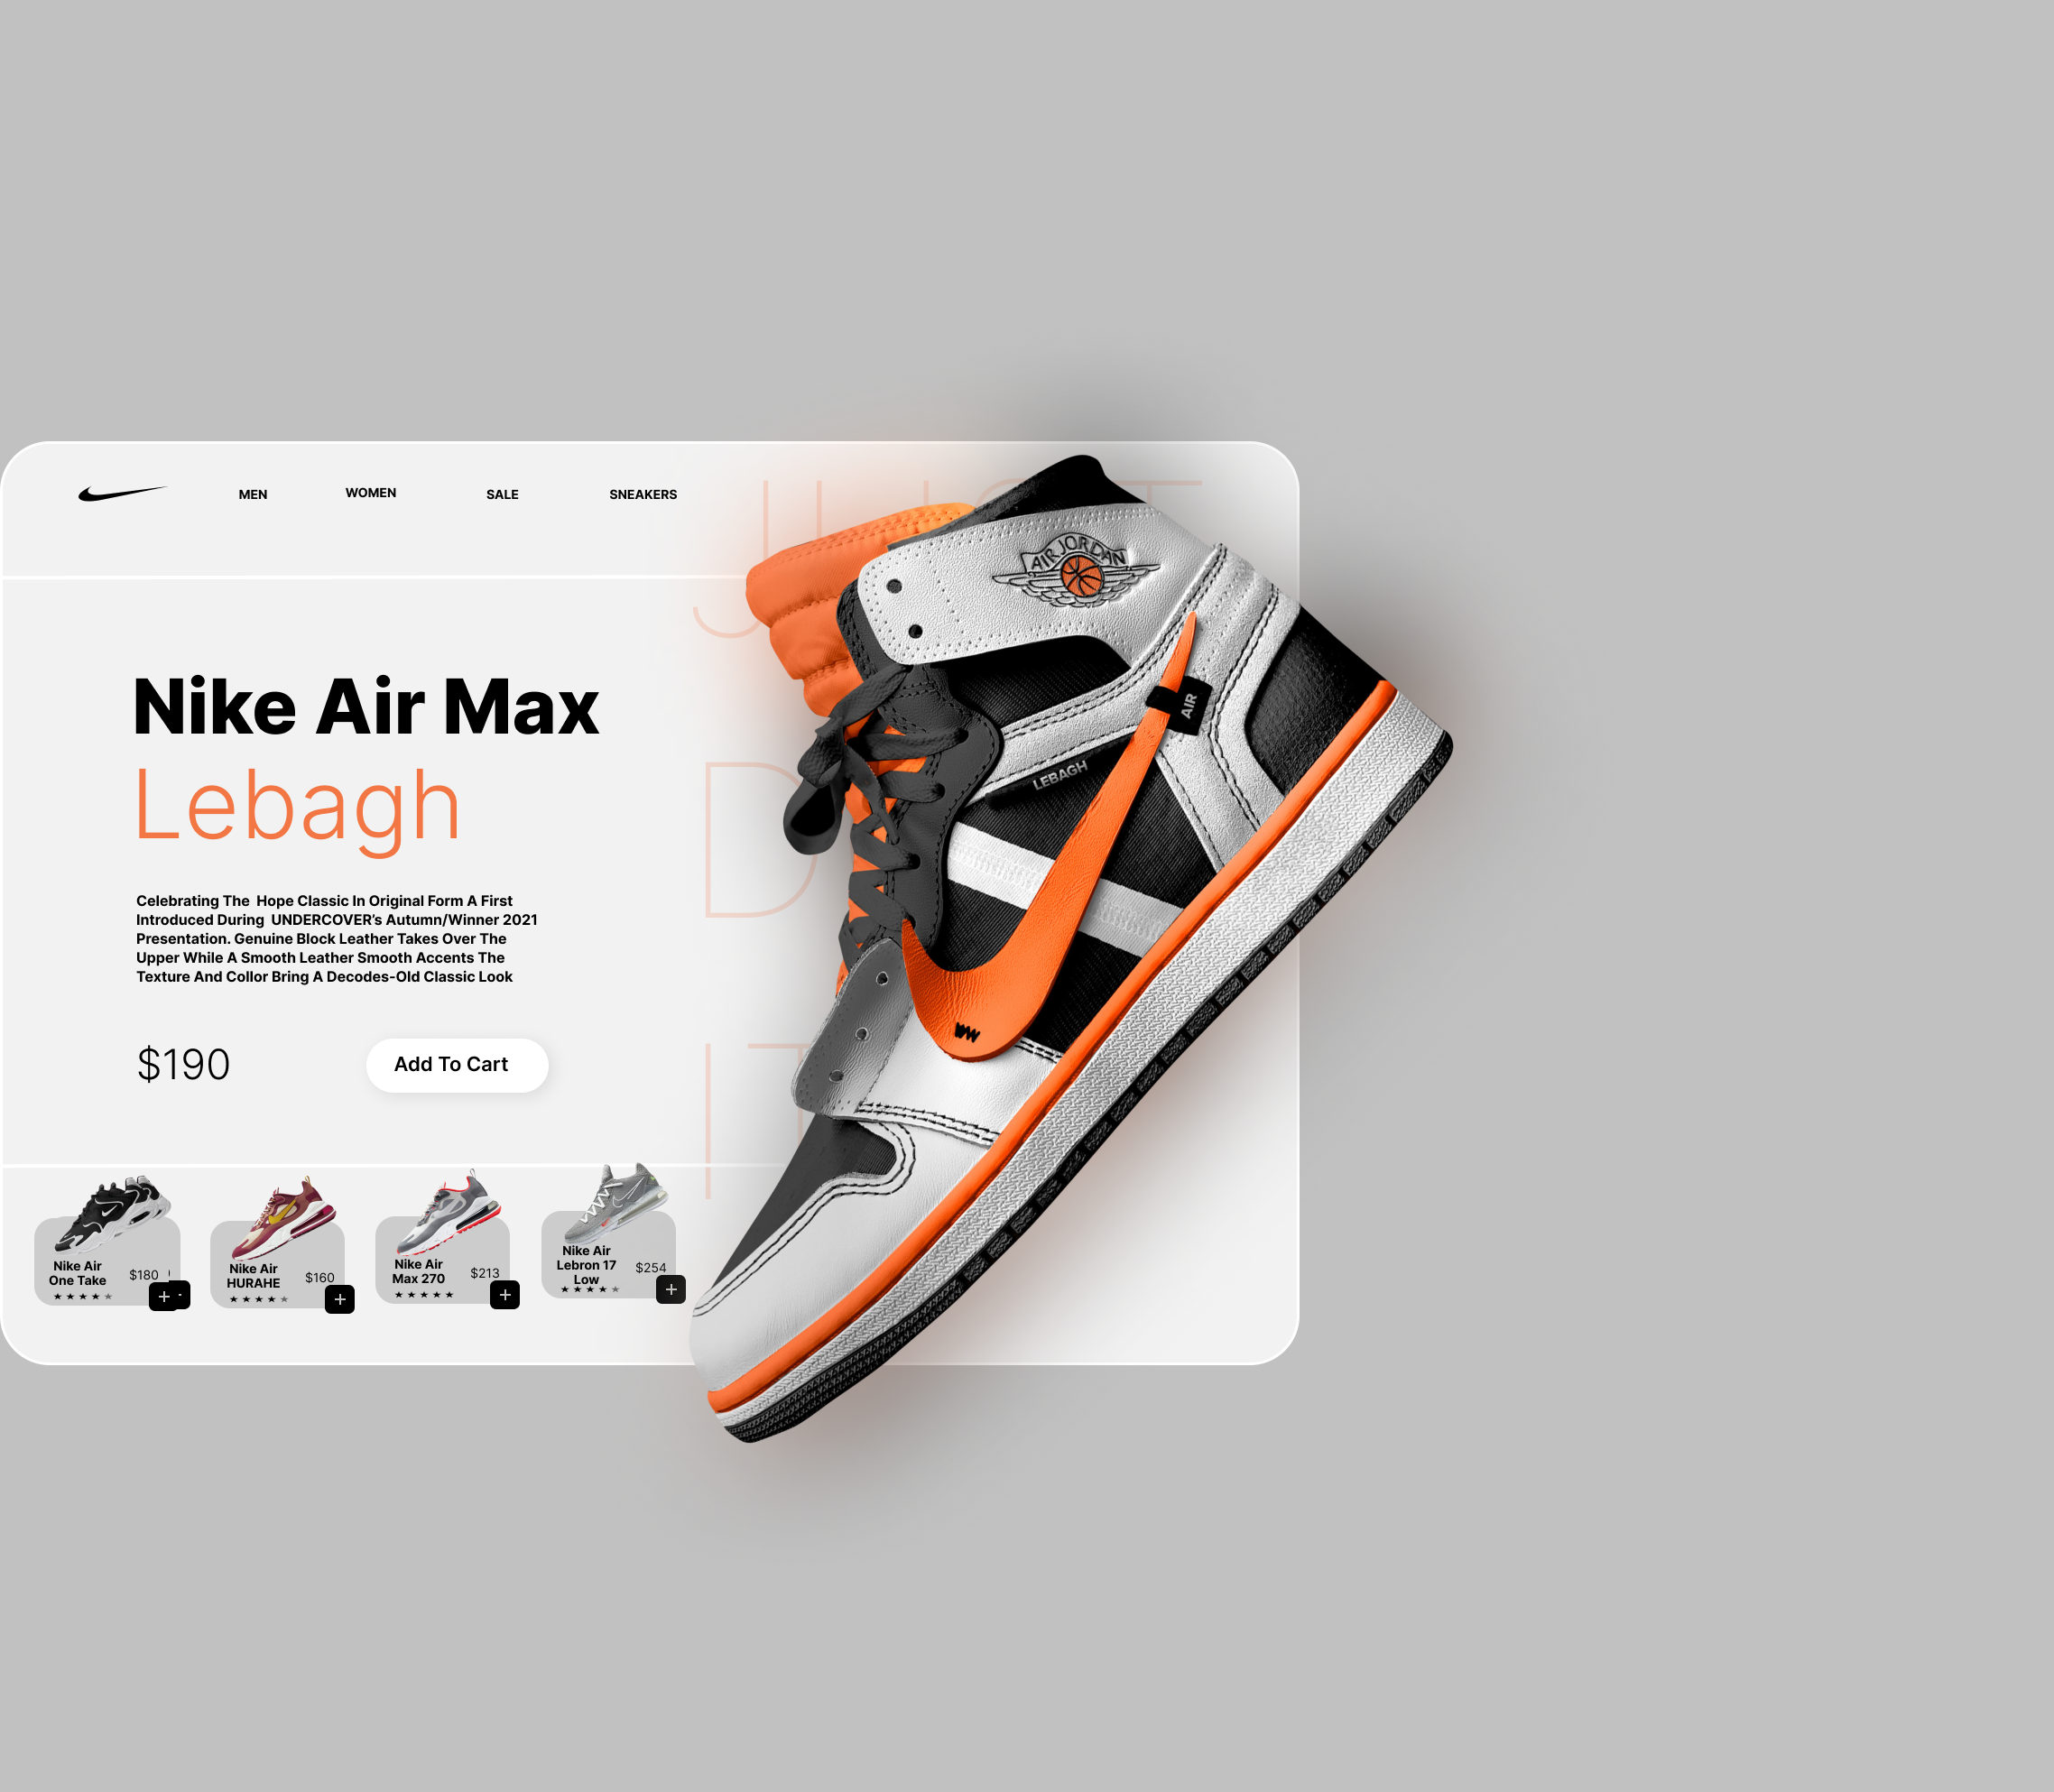 MEN
WOMEN
SALE
SNEAKERS
JUST
D
IT
Nike Air Max
Lebagh
Celebrating The  Hope Classic In Original Form A First
Introduced During  UNDERCOVER's Autumn/Winner 2021
Presentation. Genuine Block Leather Takes Over The
Upper While A Smooth Leather Smooth Accents The
Texture And Collor Bring A Decodes-Old Classic Look
$190
Add To Cart
AIR JORDAN
AIR
LEBAGH
Nike Air
One Take
$180
Nike Air
HURAHE
$160
Nike Air
Max 270
$213
Nike Air
Lebron 17
Low
$254